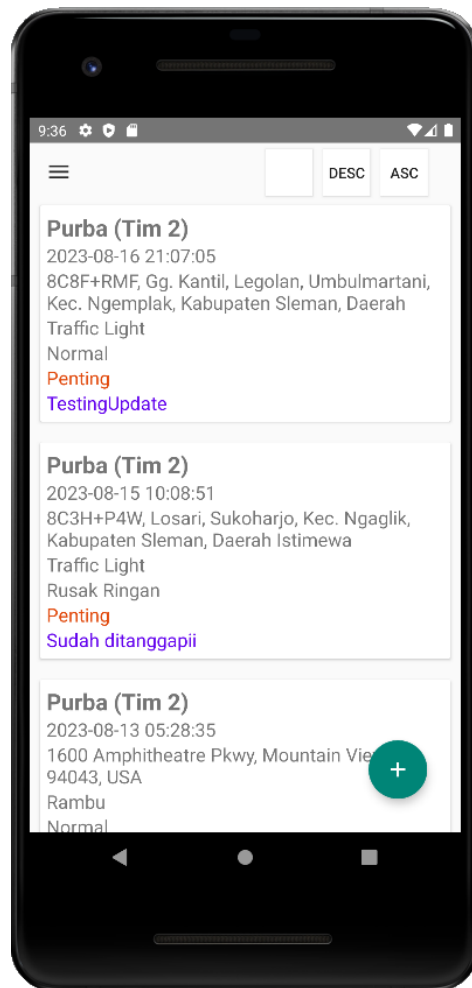 9:36
DESC ASC
Purba (Tim 2)
2023-08-16 21:07:05
8C8F+RMF, Gg. Kantil, Legolan, Umbulmartani,
Kec. Ngemplak, Kabupaten Sleman, Daerah
Traffic Light
Normal
Penting
TestingUpdate
Purba (Tim 2)
2023-08-15 10:08:51
8C3H+P4W, Losari, Sukoharjo, Kec. Ngaglik,
Kabupaten Sleman, Daerah Istimewa
Traffic Light
Rusak Ringan
Penting
Sudah ditanggapii
Purba (Tim 2)
2023-08-13 05:28:35
1600 Amphitheatre Pkwy, Mountain Vie
94043, USA
Rambu
Normal